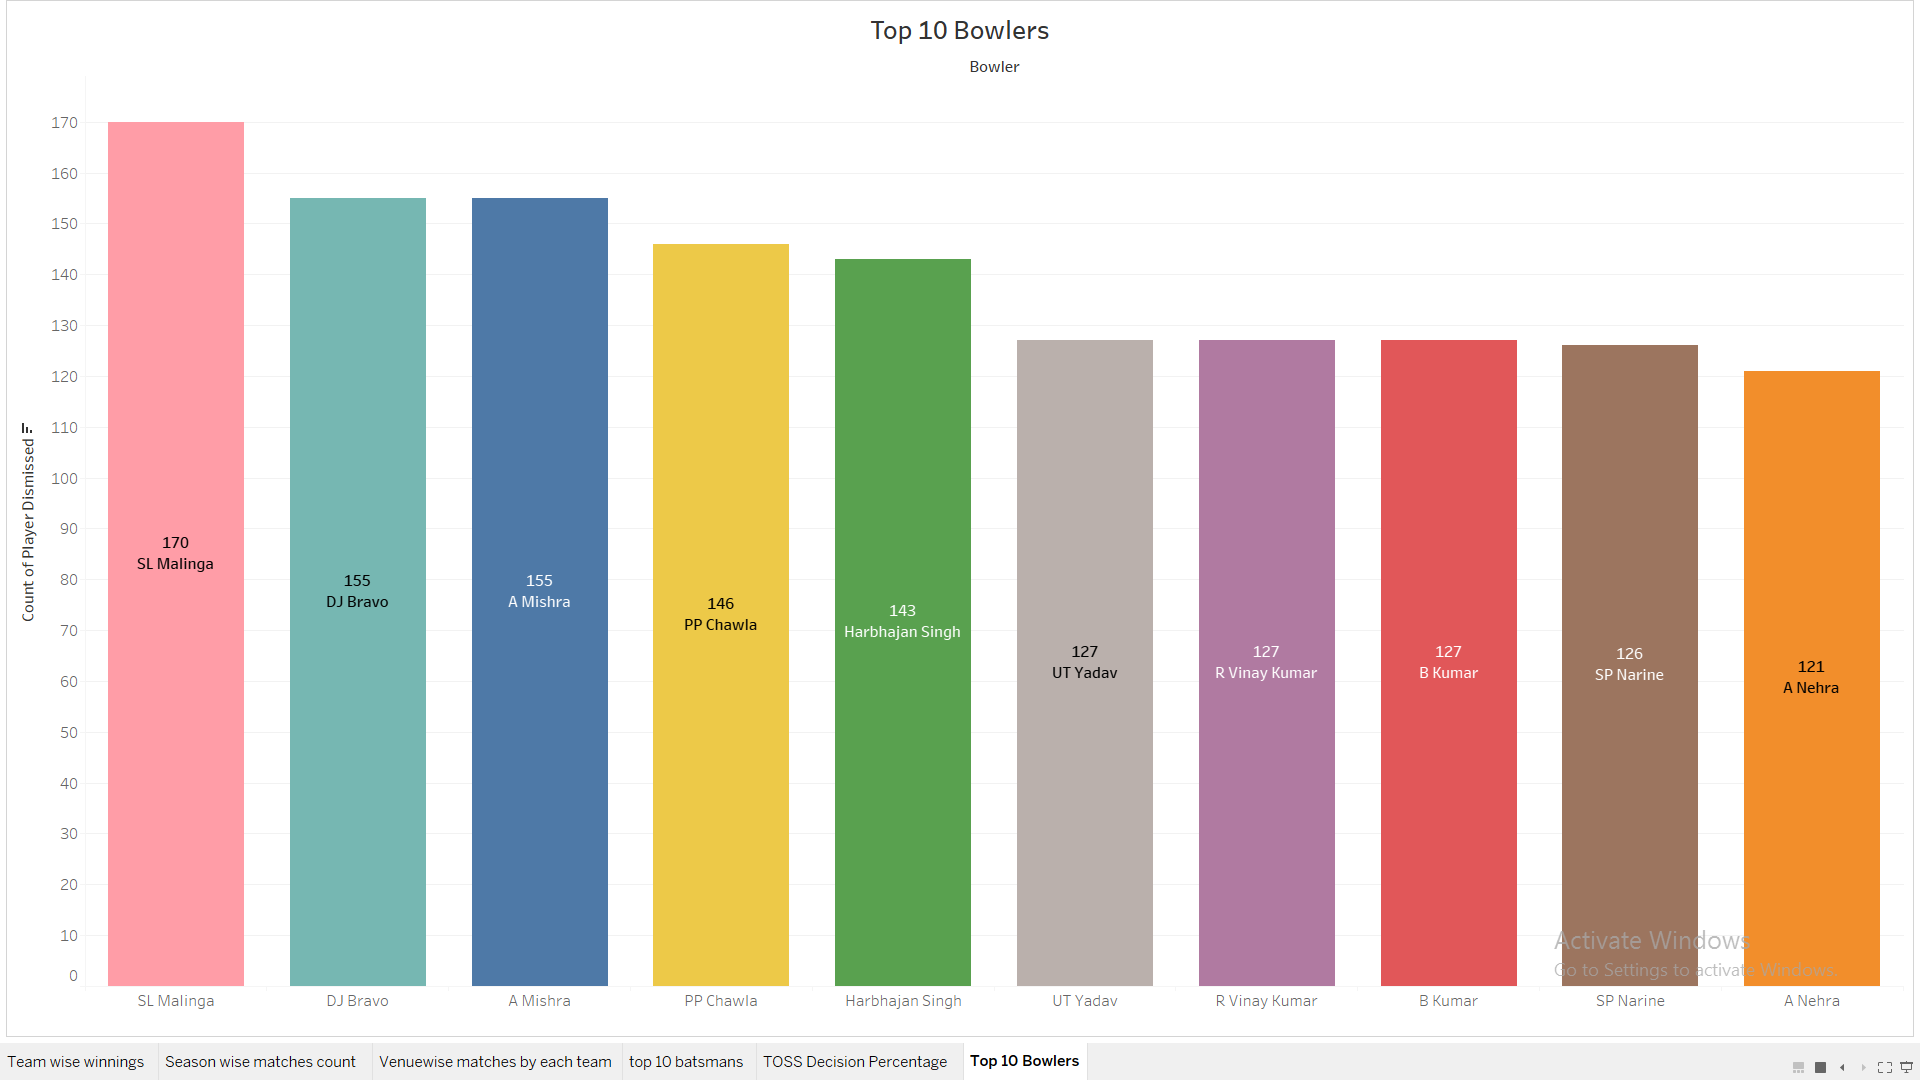 Top 10 Bowlers
Bowler
Count of Player Dismissed
170
160
150
140
130
120
110
100
90
80
70
60
50
40
30
20
10
0
170
SL Malinga
155
DJ Bravo
155
A Mishra
146
PP Chawla
143
Harbhajan Singh
127
UT Yadav
127
R Vinay Kumar
127
B Kumar
126
SP Narine
121
A Nehra
SL Malinga DJ Bravo A Mishra PP Chawla Harbhajan Singh UT Yadav R Vinay Kumar B Kumar SP Narine A Nehra
Activate Windows
Go to Settings to activate Windows.
Team wise winnings Season wise matches count Venuewise matches by each team top 10 batsmans TOSS Decision Percentage Top 10 Bowlers